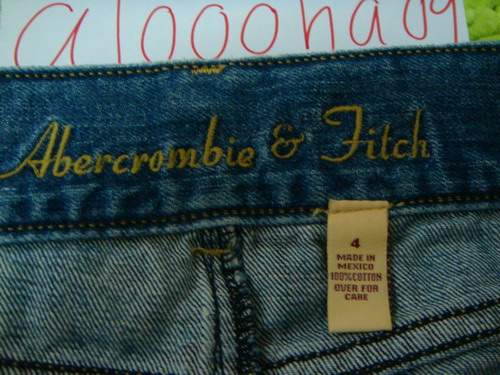 aloooha09
Abercrombie & Fitch
4
MADE IN
MEXICO
100%COTTON
OVER FOR
CARE